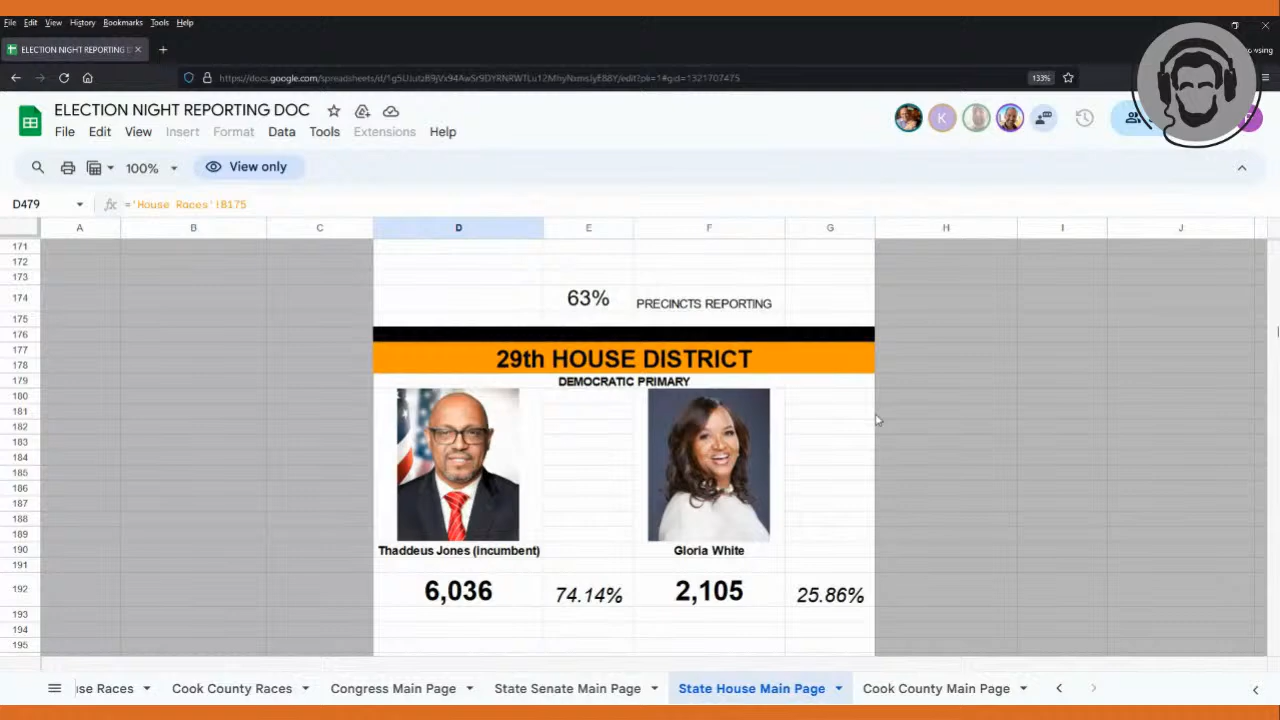 File Edit View History Bookmarks Tools Help
ELECTION NIGHT REPORTING
133%
ELECTION NIGHT REPORTING DOC
K
File Edit View Insert Format Data Tools Extensions Help
100% View only
D479 fx ='House Races'!B175
A B C D E F G H I J
171
172
173
174 63% PRECINCTS REPORTING
175
176
177 29th HOUSE DISTRICT
178
179 DEMOCRATIC PRIMARY
180
181
182
183
184
185
186
187
188
189
190 Thaddeus Jones (incumbent) Gloria White
191
192 6,036 74.14% 2,105 25.86%
193
194
195
use Races Cook County Races Congress Main Page State Senate Main Page State House Main Page Cook County Main Page